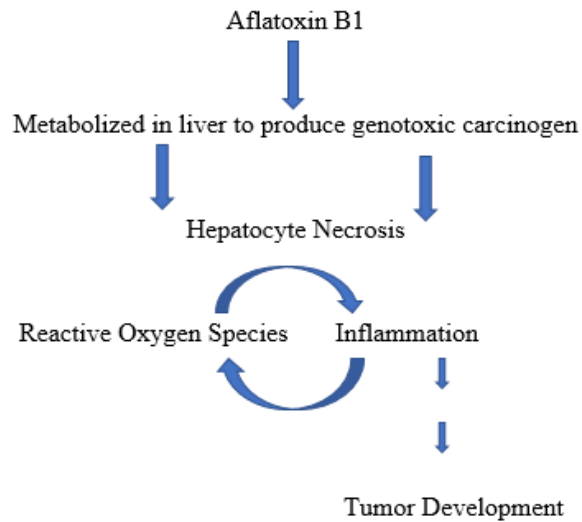 Aflatoxin B1
Metabolized in liver to produce genotoxic carcinogen
Hepatocyte Necrosis
Reactive Oxygen Species
Inflammation
Tumor Development